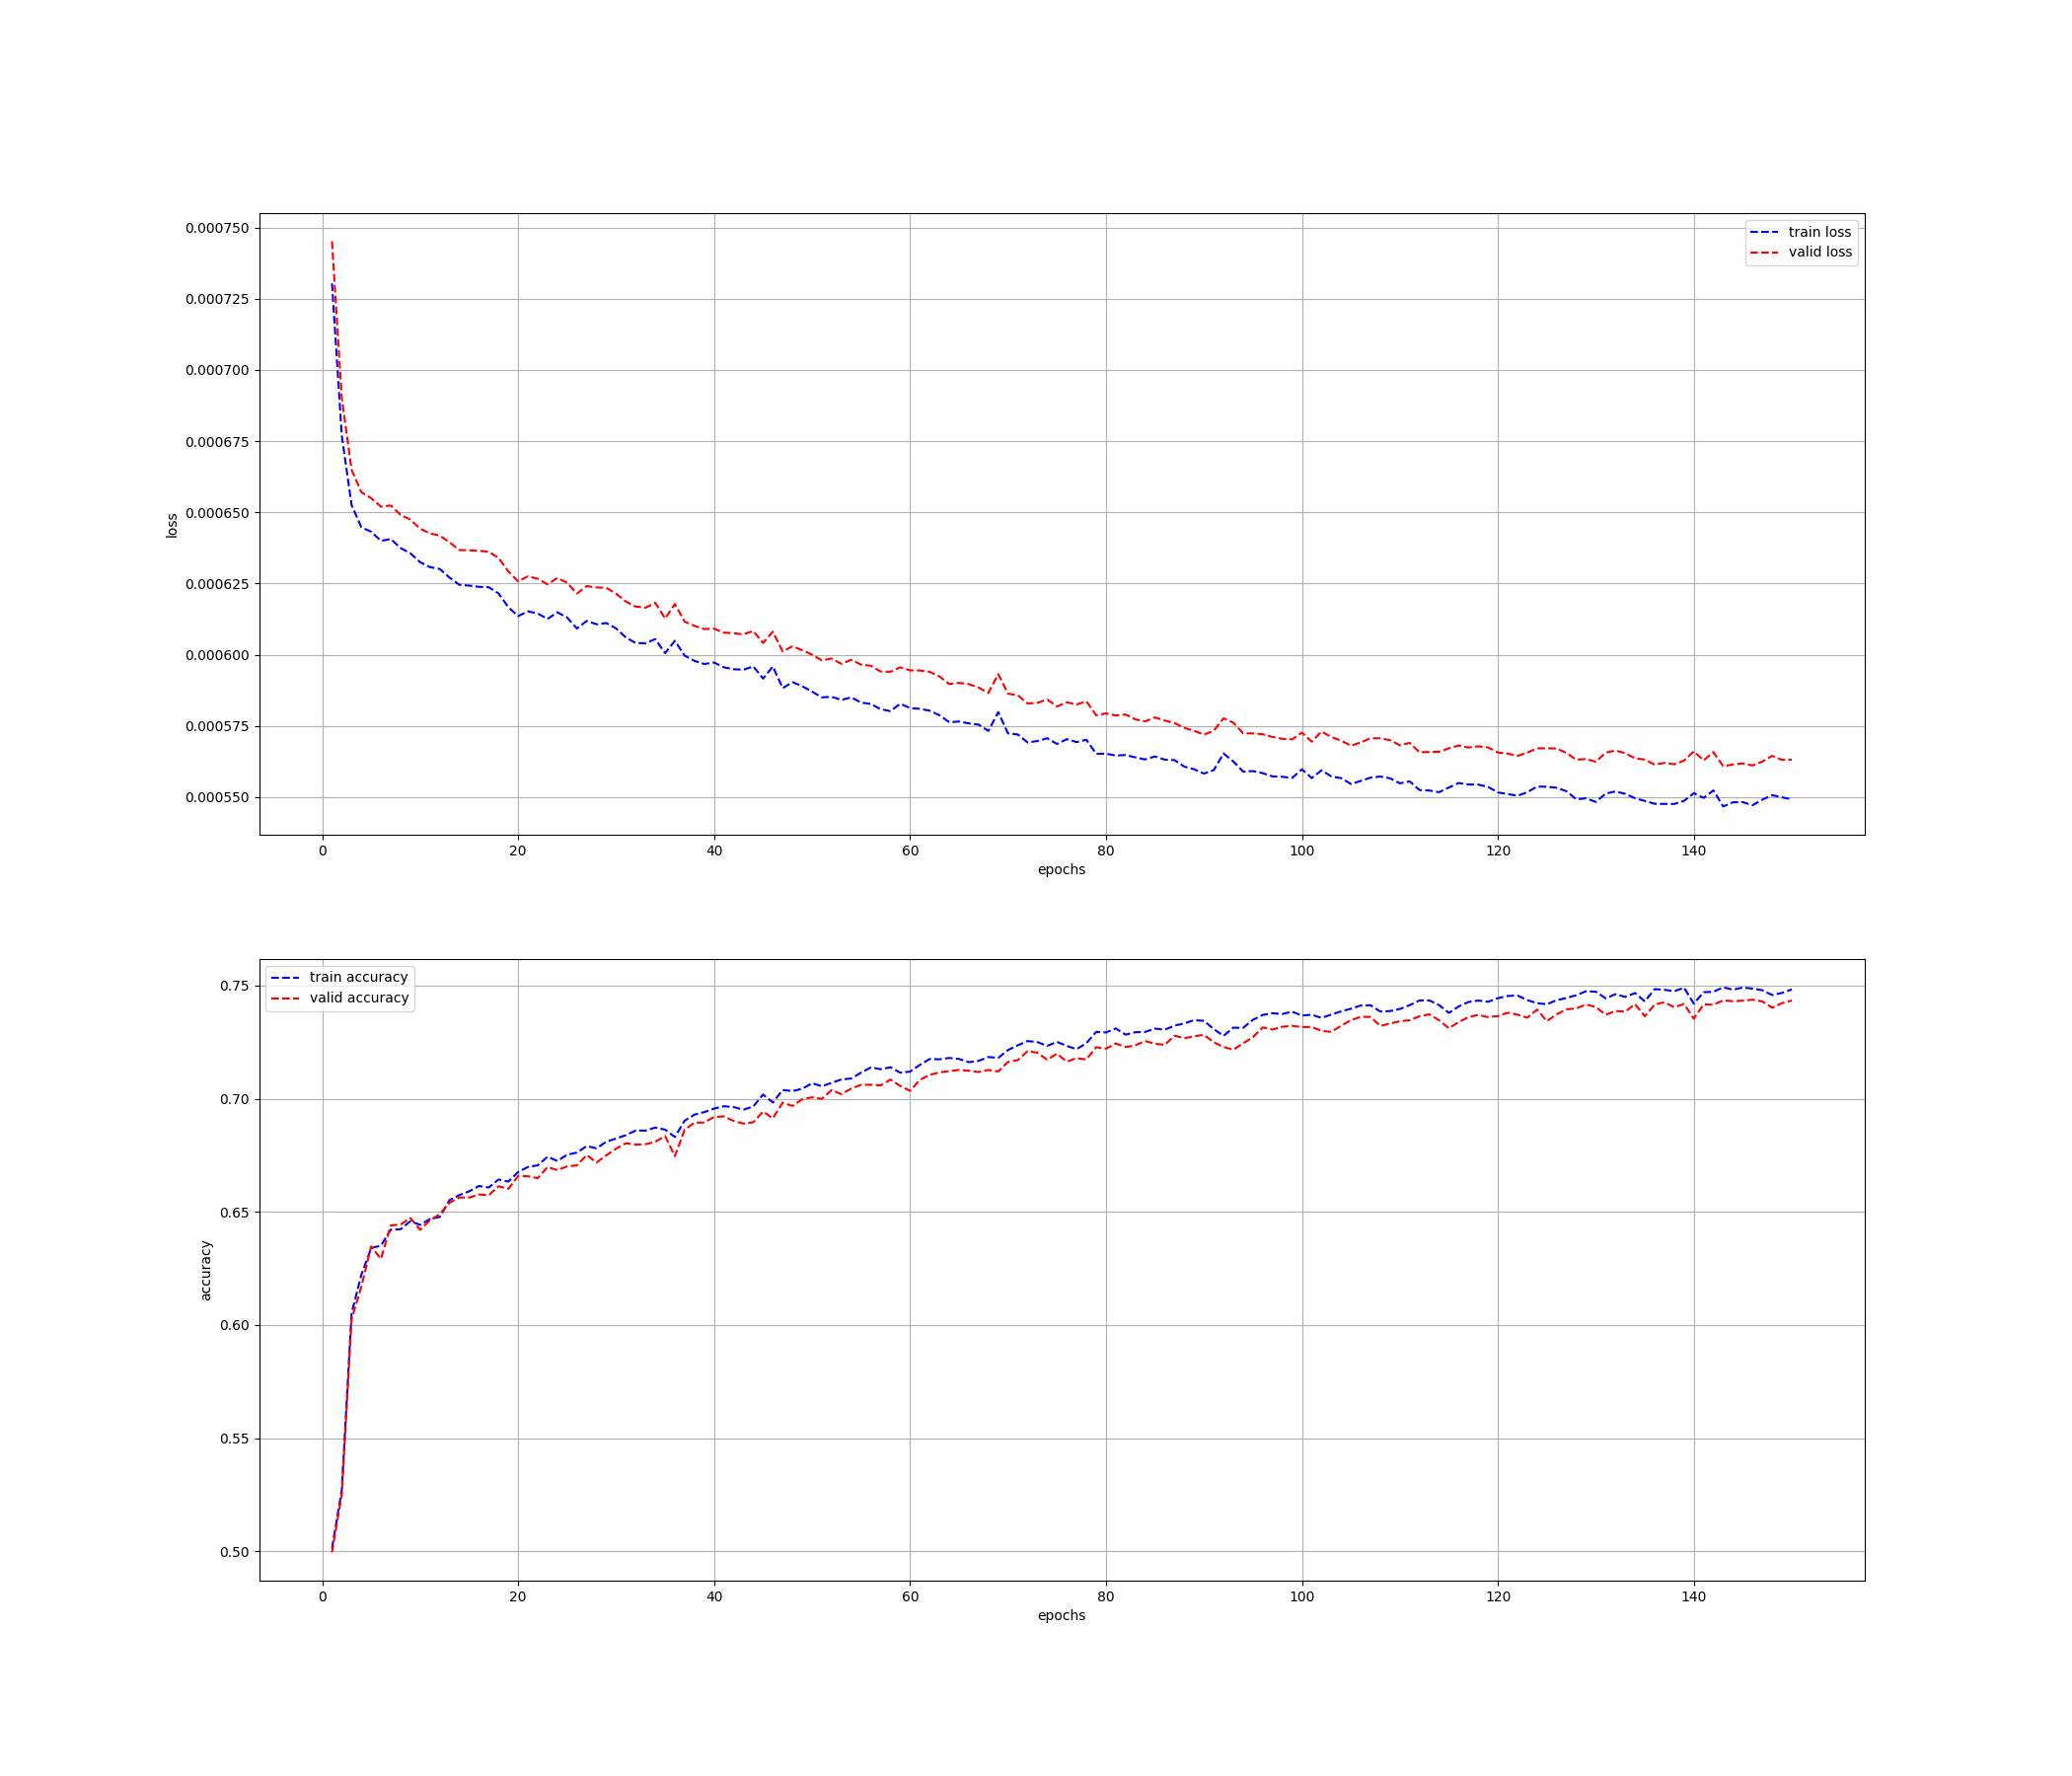 0.000750
0.000725
0.000700
0.000675
0.000650
0.000625
0.000600
0.000575
0.000550
loss
train loss
valid loss
0 20 40 60 80 100 120 140
epochs
0.75
0.70
0.65
0.60
0.55
0.50
accuracy
train accuracy
valid accuracy
0 20 40 60 80 100 120 140
epochs